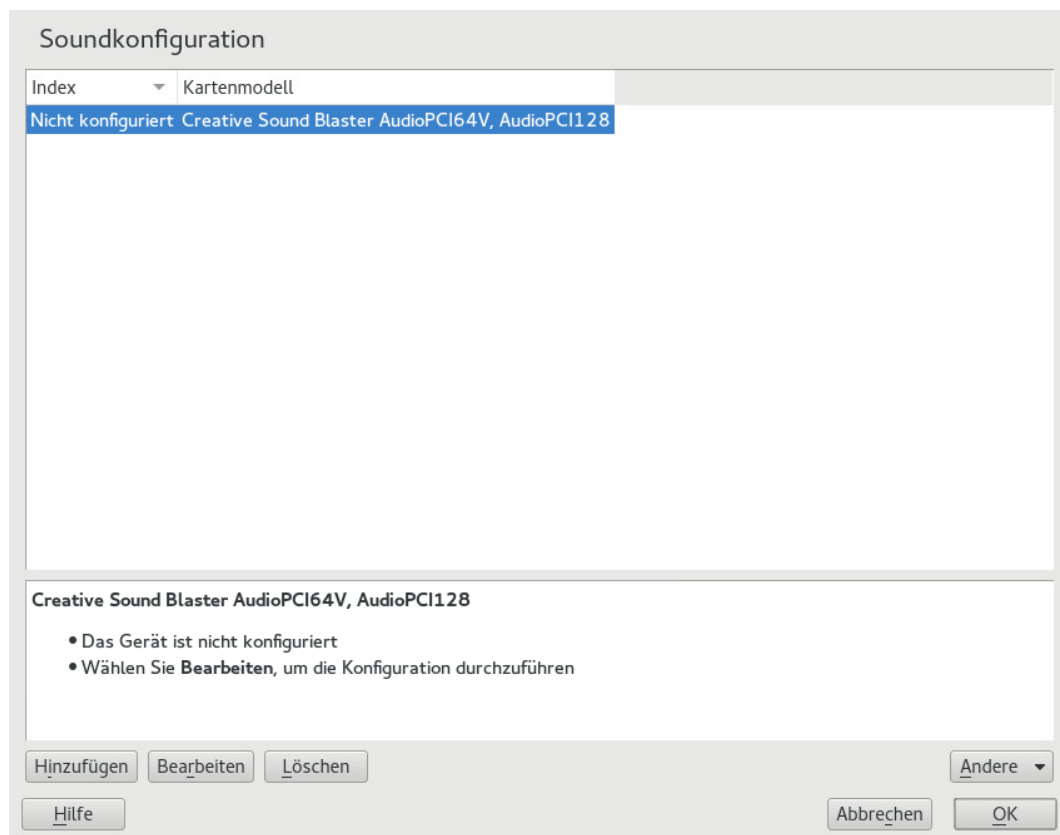 Soundkonfiguration
Index Kartenmodell
Nicht konfiguriert Creative Sound Blaster AudioPCI64V, AudioPCI128
Creative Sound Blaster AudioPCI64V, AudioPCI128
• Das Gerät ist nicht konfiguriert
• Wählen Sie Bearbeiten, um die Konfiguration durchzuführen
Hinzufügen Bearbeiten Löschen Andere
Hilfe Abbrechen OK